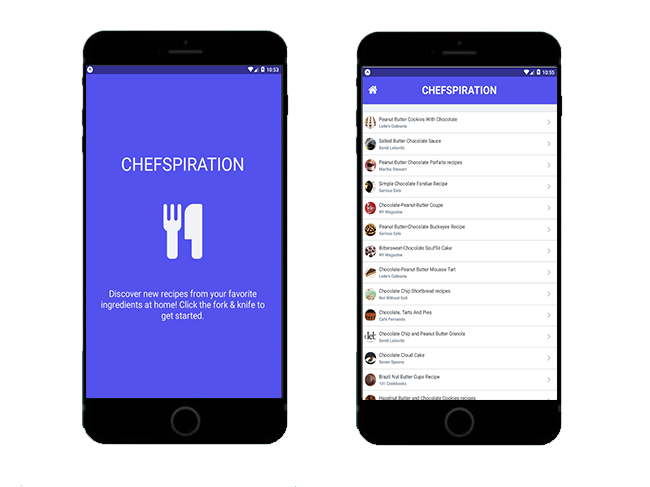 10:53
CHEFSPIRATION
Discover new recipes from your favorite
ingredients at home! Click the fork & knife to
get started.
10:55
CHEFSPIRATION
Peanut Butter Cookies With Chocolate
Leite's Culinaria
Salted Butter Chocolate Sauce
David Lebovitz
Peanut-Butter Chocolate Parfaits recipes
Martha Stewart
Simple Chocolate Fondue Recipe
Serious Eats
Chocolate-Peanut-Butter Coupe
NY Magazine
Peanut Butter-Chocolate Buckeyes Recipe
Serious Eats
Bittersweet-Chocolate Soufflé Cake
NY Magazine
Chocolate-Peanut Butter Mousse Tart
Leite's Culinaria
Chocolate Chip Shortbread recipes
Not Without Salt
Chocolate, Tarts And Pies
Café Fernando
Chocolate Chip and Peanut Butter Granola
David Lebovitz
Chocolate Cloud Cake
Seven Spoons
Brazil Nut Butter Cups Recipe
101 Cookbooks
Hazelnut Butter and Chocolate Cookies recipes